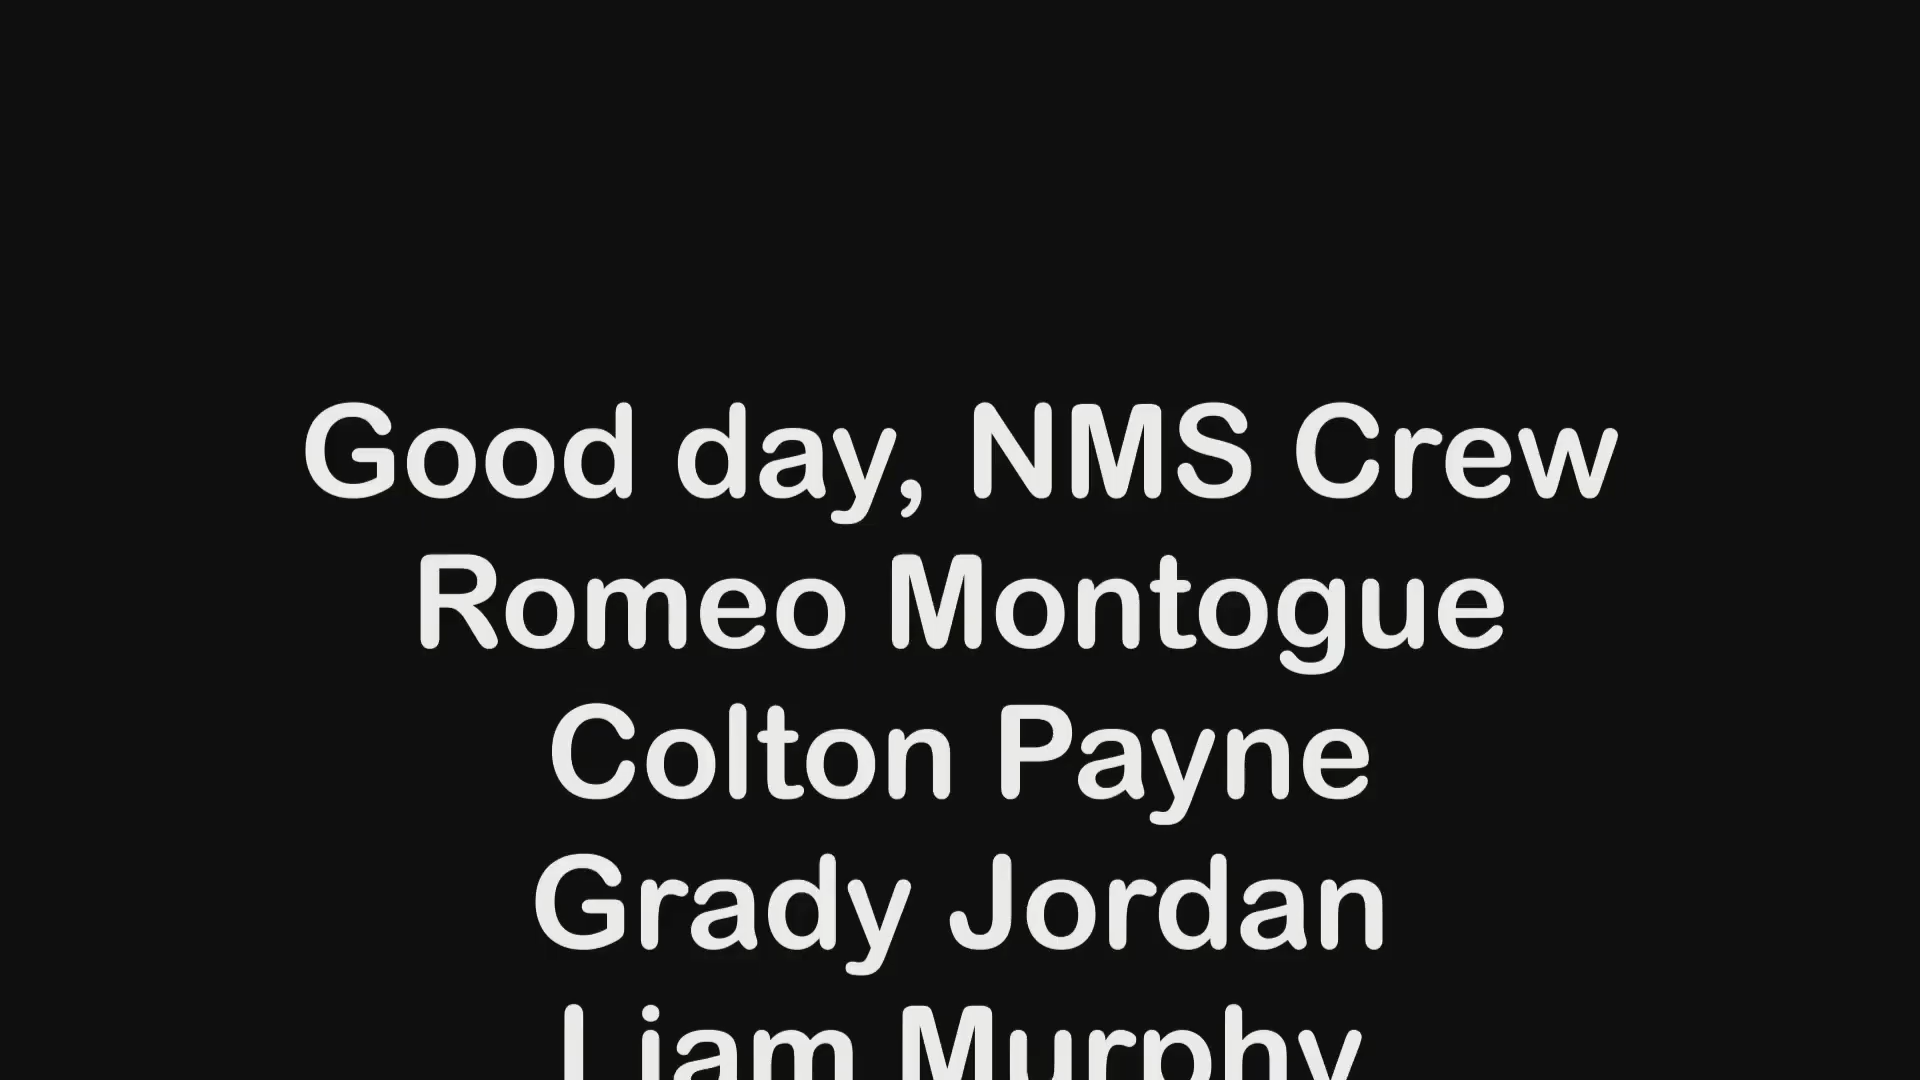 Good day, NMS Crew
Romeo Montogue
Colton Payne
Grady Jordan
Liam Murphy